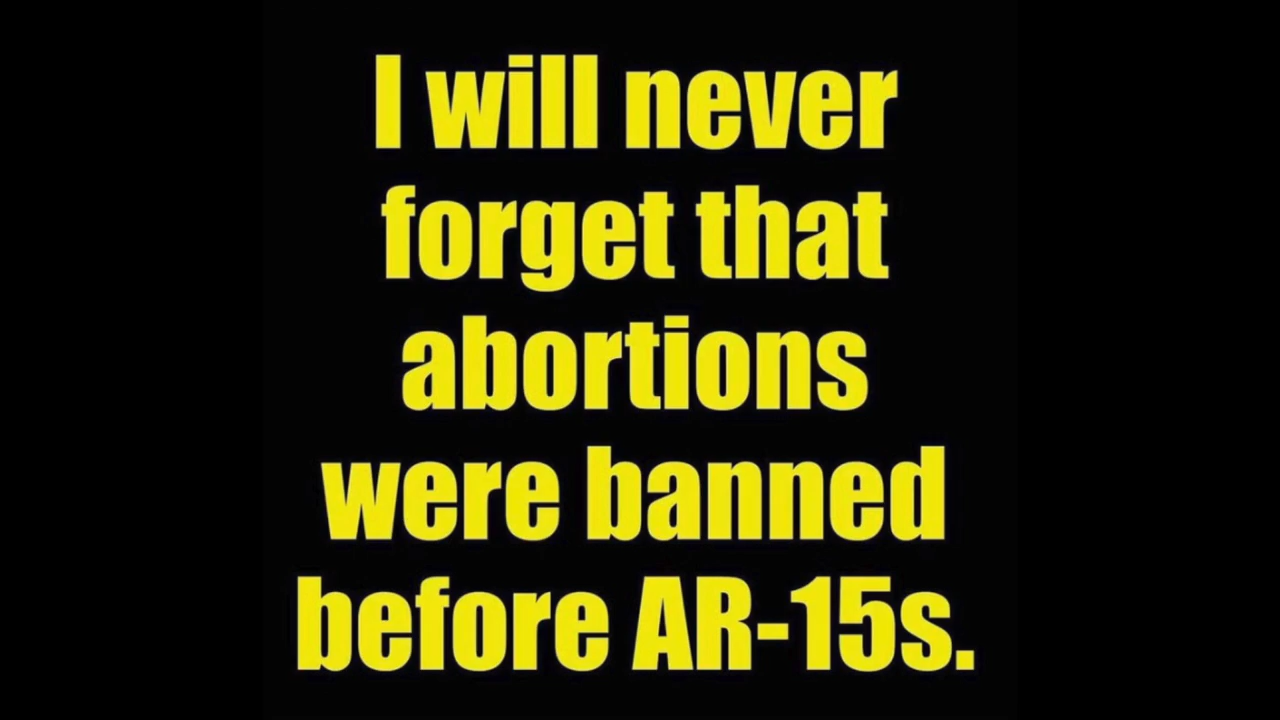 I will never
forget that
abortions
were banned
before AR-15s.